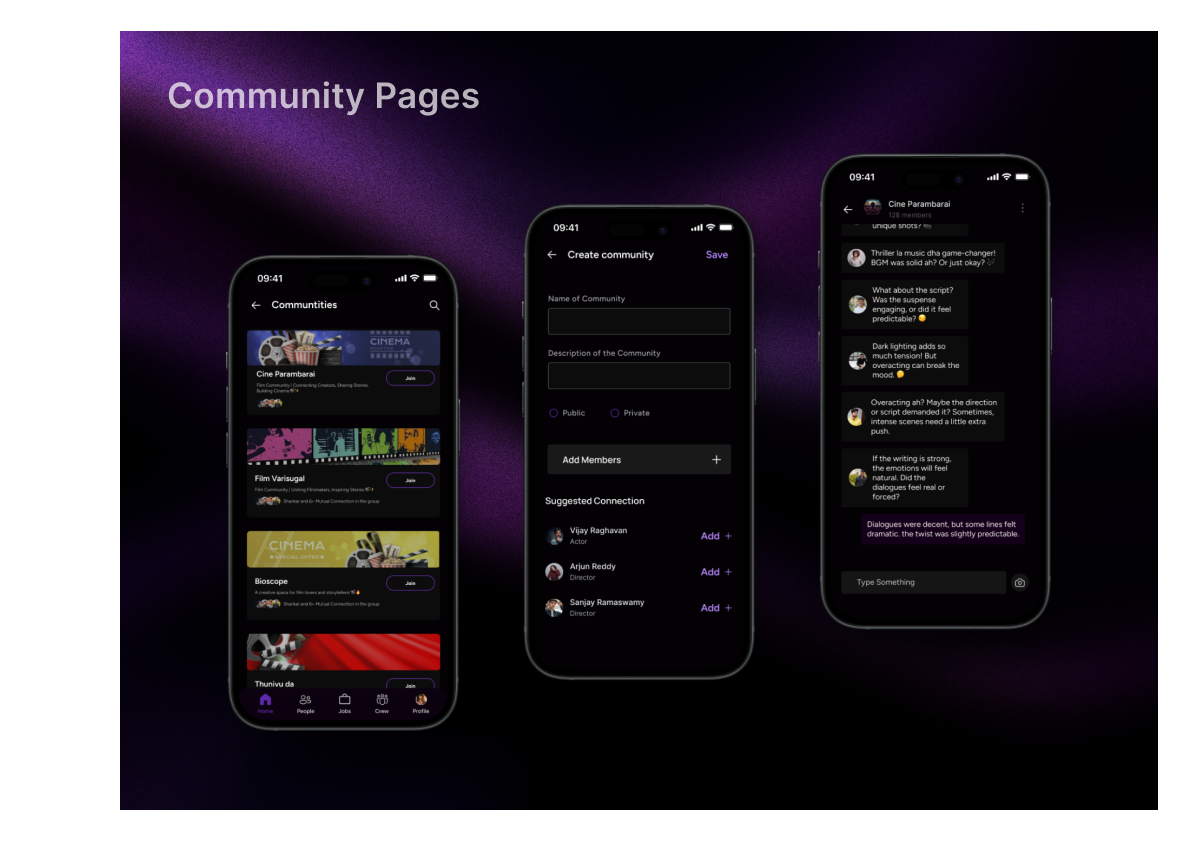 Community Pages
09:41
Communtities
CINEMA
Cine Parambarai
Join
Film Community | Connecting Creators, Sharing Stories,
Building Cinema
Film Varisugal
Join
Film Community | Uniting Filmmakers, Inspiring Stories
Shankar and 6+ Mutual Connection in the group
CINEMA
SPECIAL OFFER
Bioscope
Join
A creative space for film lovers and storytellers!
Shankar and 6+ Mutual Connection in the group
Thunivu da
Join
Home
People
Jobs
Crew
Profile
09:41
Create community
Save
Name of Community
Description of the Community
Public
Private
Add Members
Suggested Connection
Vijay Raghavan
Actor
Add +
Arjun Reddy
Director
Add +
Sanjay Ramaswamy
Director
Add +
09:41
Cine Parambarai
128 members
unique shots?
Thriller la music dha game-changer!
BGM was solid ah? Or just okay?
What about the script?
Was the suspense
engaging, or did it feel
predictable?
Dark lighting adds so
much tension! But
overacting can break the
mood.
Overacting ah? Maybe the direction
or script demanded it? Sometimes,
intense scenes need a little extra
push.
If the writing is strong,
the emotions will feel
natural. Did the
dialogues feel real or
forced?
Dialogues were decent, but some lines felt
dramatic. the twist was slightly predictable.
Type Something